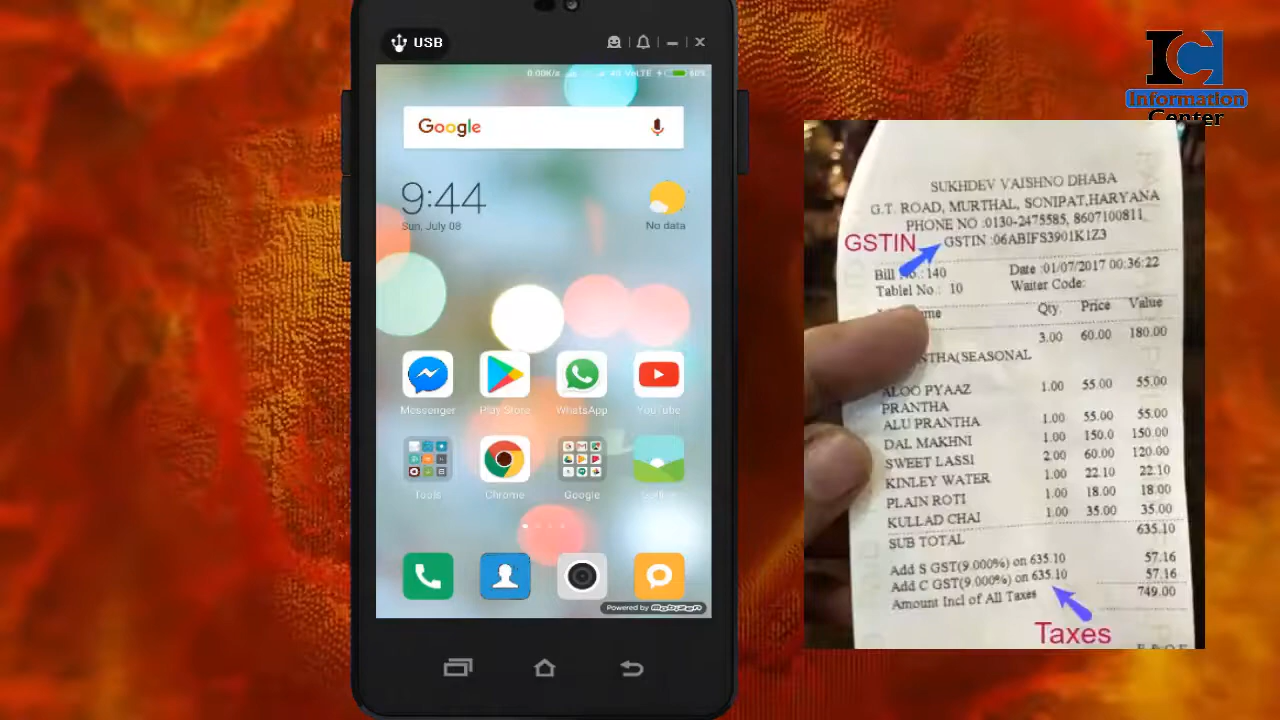 USB
0.00K/s
4G VoLTE
60%
Google
9:44
Sun, July 08
No data
Messenger
Play Store
WhatsApp
YouTube
Tools
Chrome
Google
Powered by Mobizen
IC
Information
Center
SUKHDEV VAISHNO DHABA
G.T. ROAD, MURTHAL, SONIPAT,HARYANA
PHONE NO :0130-2475585, 8607100811
GSTIN
GSTIN :06ABIFS3901K1Z3
Bill No.: 140 Date :01/07/2017 00:36:22
Tablel No.: 10 Waiter Code:
Qty. Price Value
3.00 60.00 180.00
(SEASONAL
ALOO PYAAZ 1.00 55.00 55.00
PRANTHA
ALU PRANTHA 1.00 55.00 55.00
DAL MAKHNI 1.00 150.0 150.00
SWEET LASSI 2.00 60.00 120.00
KINLEY WATER 1.00 22.10 22.10
PLAIN ROTI 1.00 18.00 18.00
KULLAD CHAI 1.00 35.00 35.00
SUB TOTAL 635.10
Add S GST(9.000%) on 635.10 57.16
Add C GST(9.000%) on 635.10 57.16
Amount Incl of All Taxes 749.00
Taxes